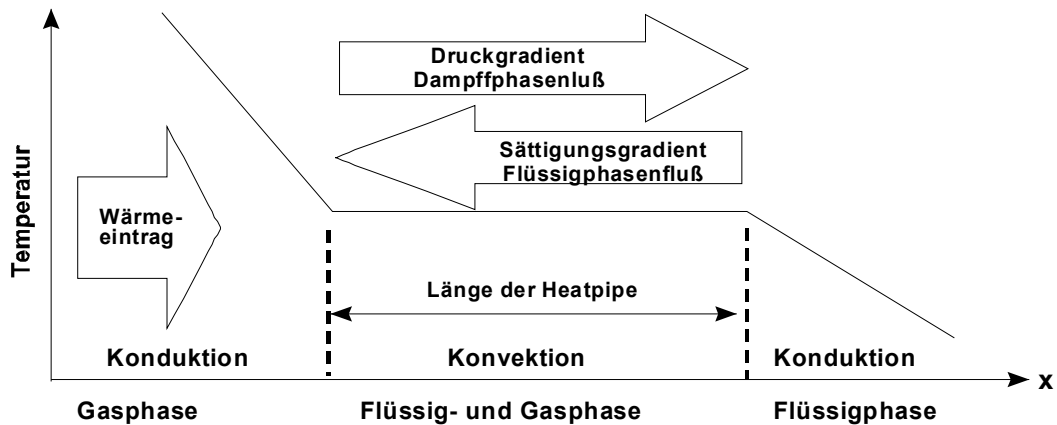 Temperatur
Druckgradient
Dampffphasenluß
Sättigungsgradient
Flüssigphasenfluß
Wärme-
eintrag
Länge der Heatpipe
Konduktion
Konvektion
Konduktion
x
Gasphase
Flüssig- und Gasphase
Flüssigphase